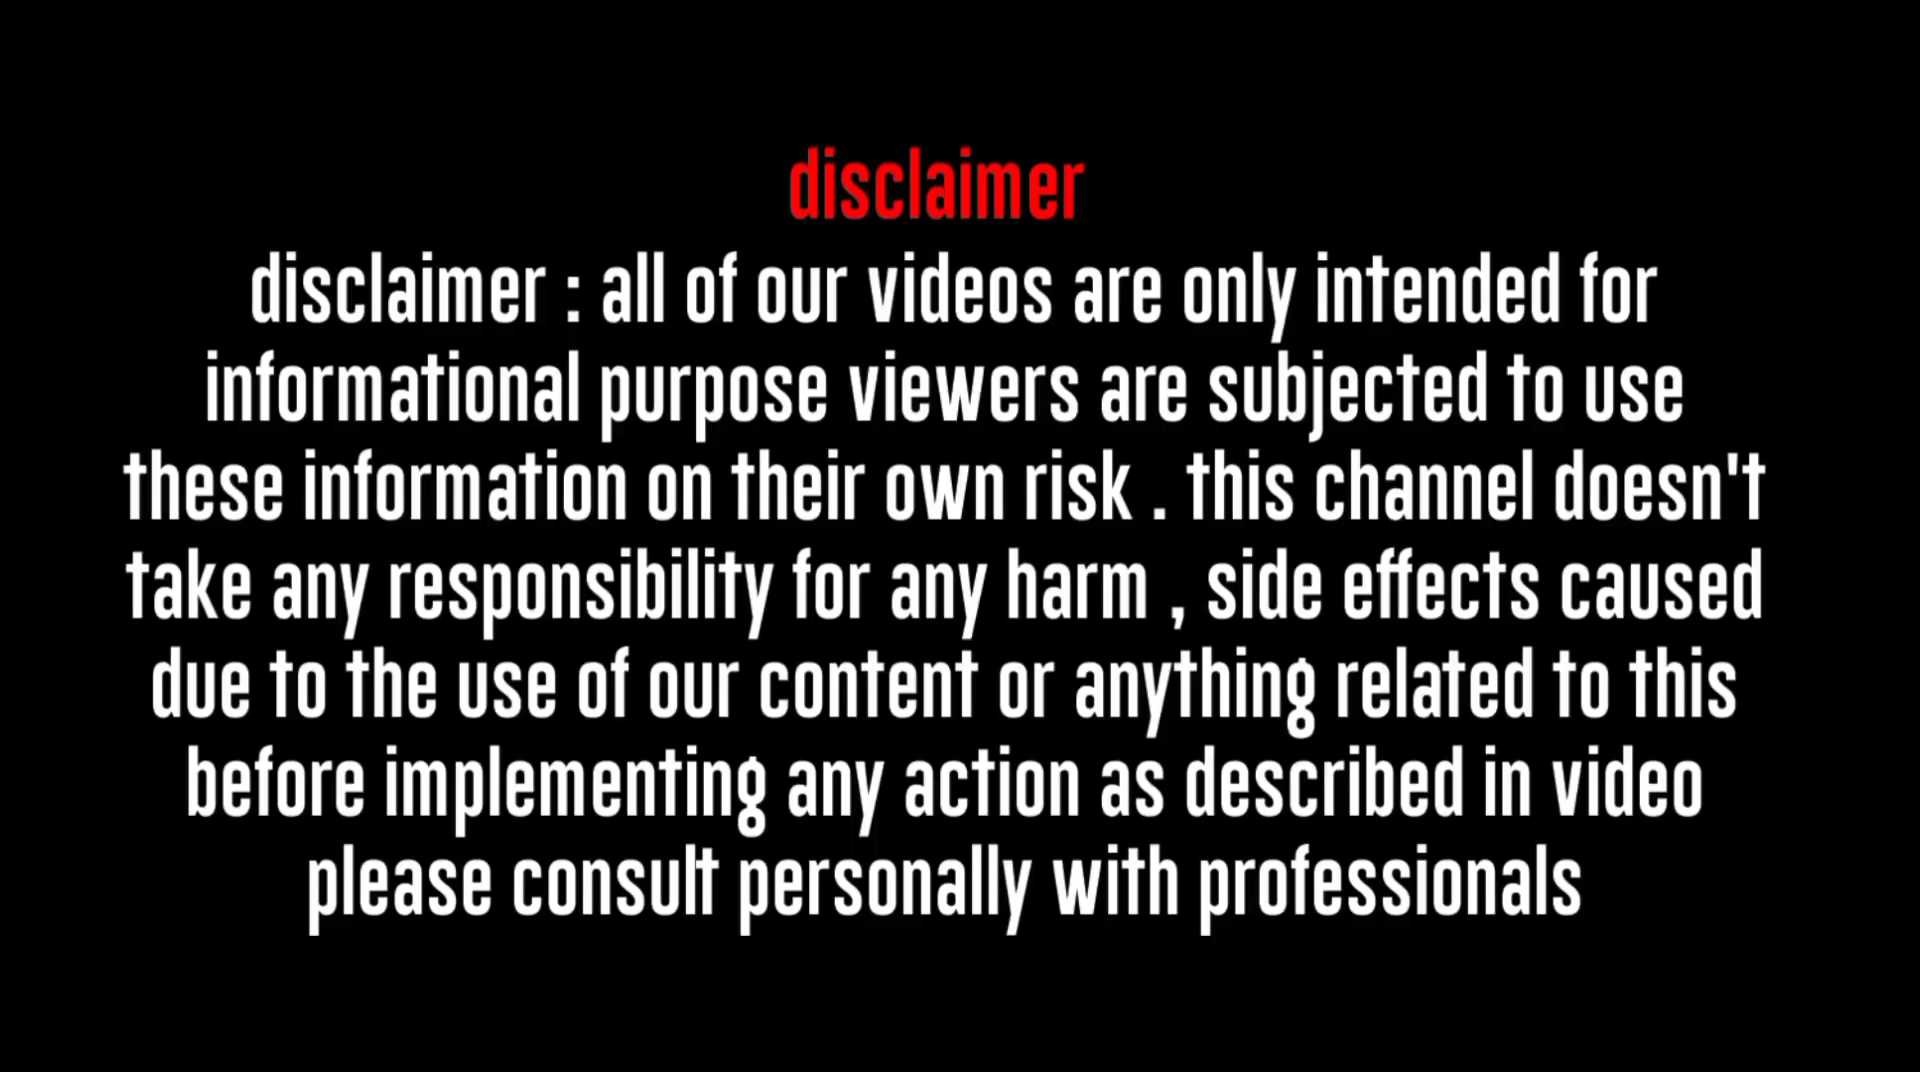 disclaimer
disclaimer : all of our videos are only intended for
informational purpose viewers are subjected to use
these information on their own risk . this channel doesn't
take any responsibility for any harm , side effects caused
due to the use of our content or anything related to this
before implementing any action as described in video
please consult personally with professionals